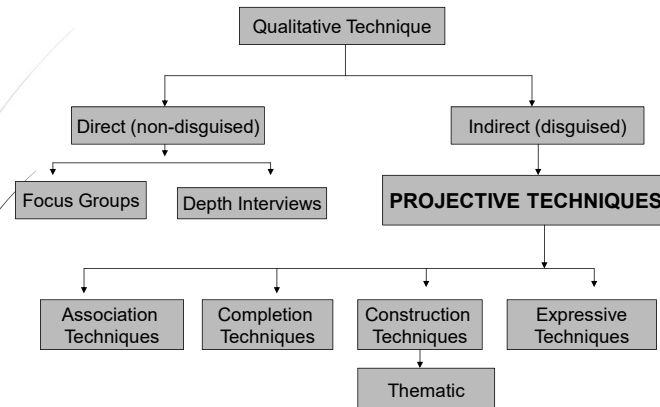 Qualitative Technique
Direct (non-disguised)
Indirect (disguised)
Focus Groups
Depth Interviews
PROJECTIVE TECHNIQUES
Association
Techniques
Completion
Techniques
Construction
Techniques
Expressive
Techniques
Thematic